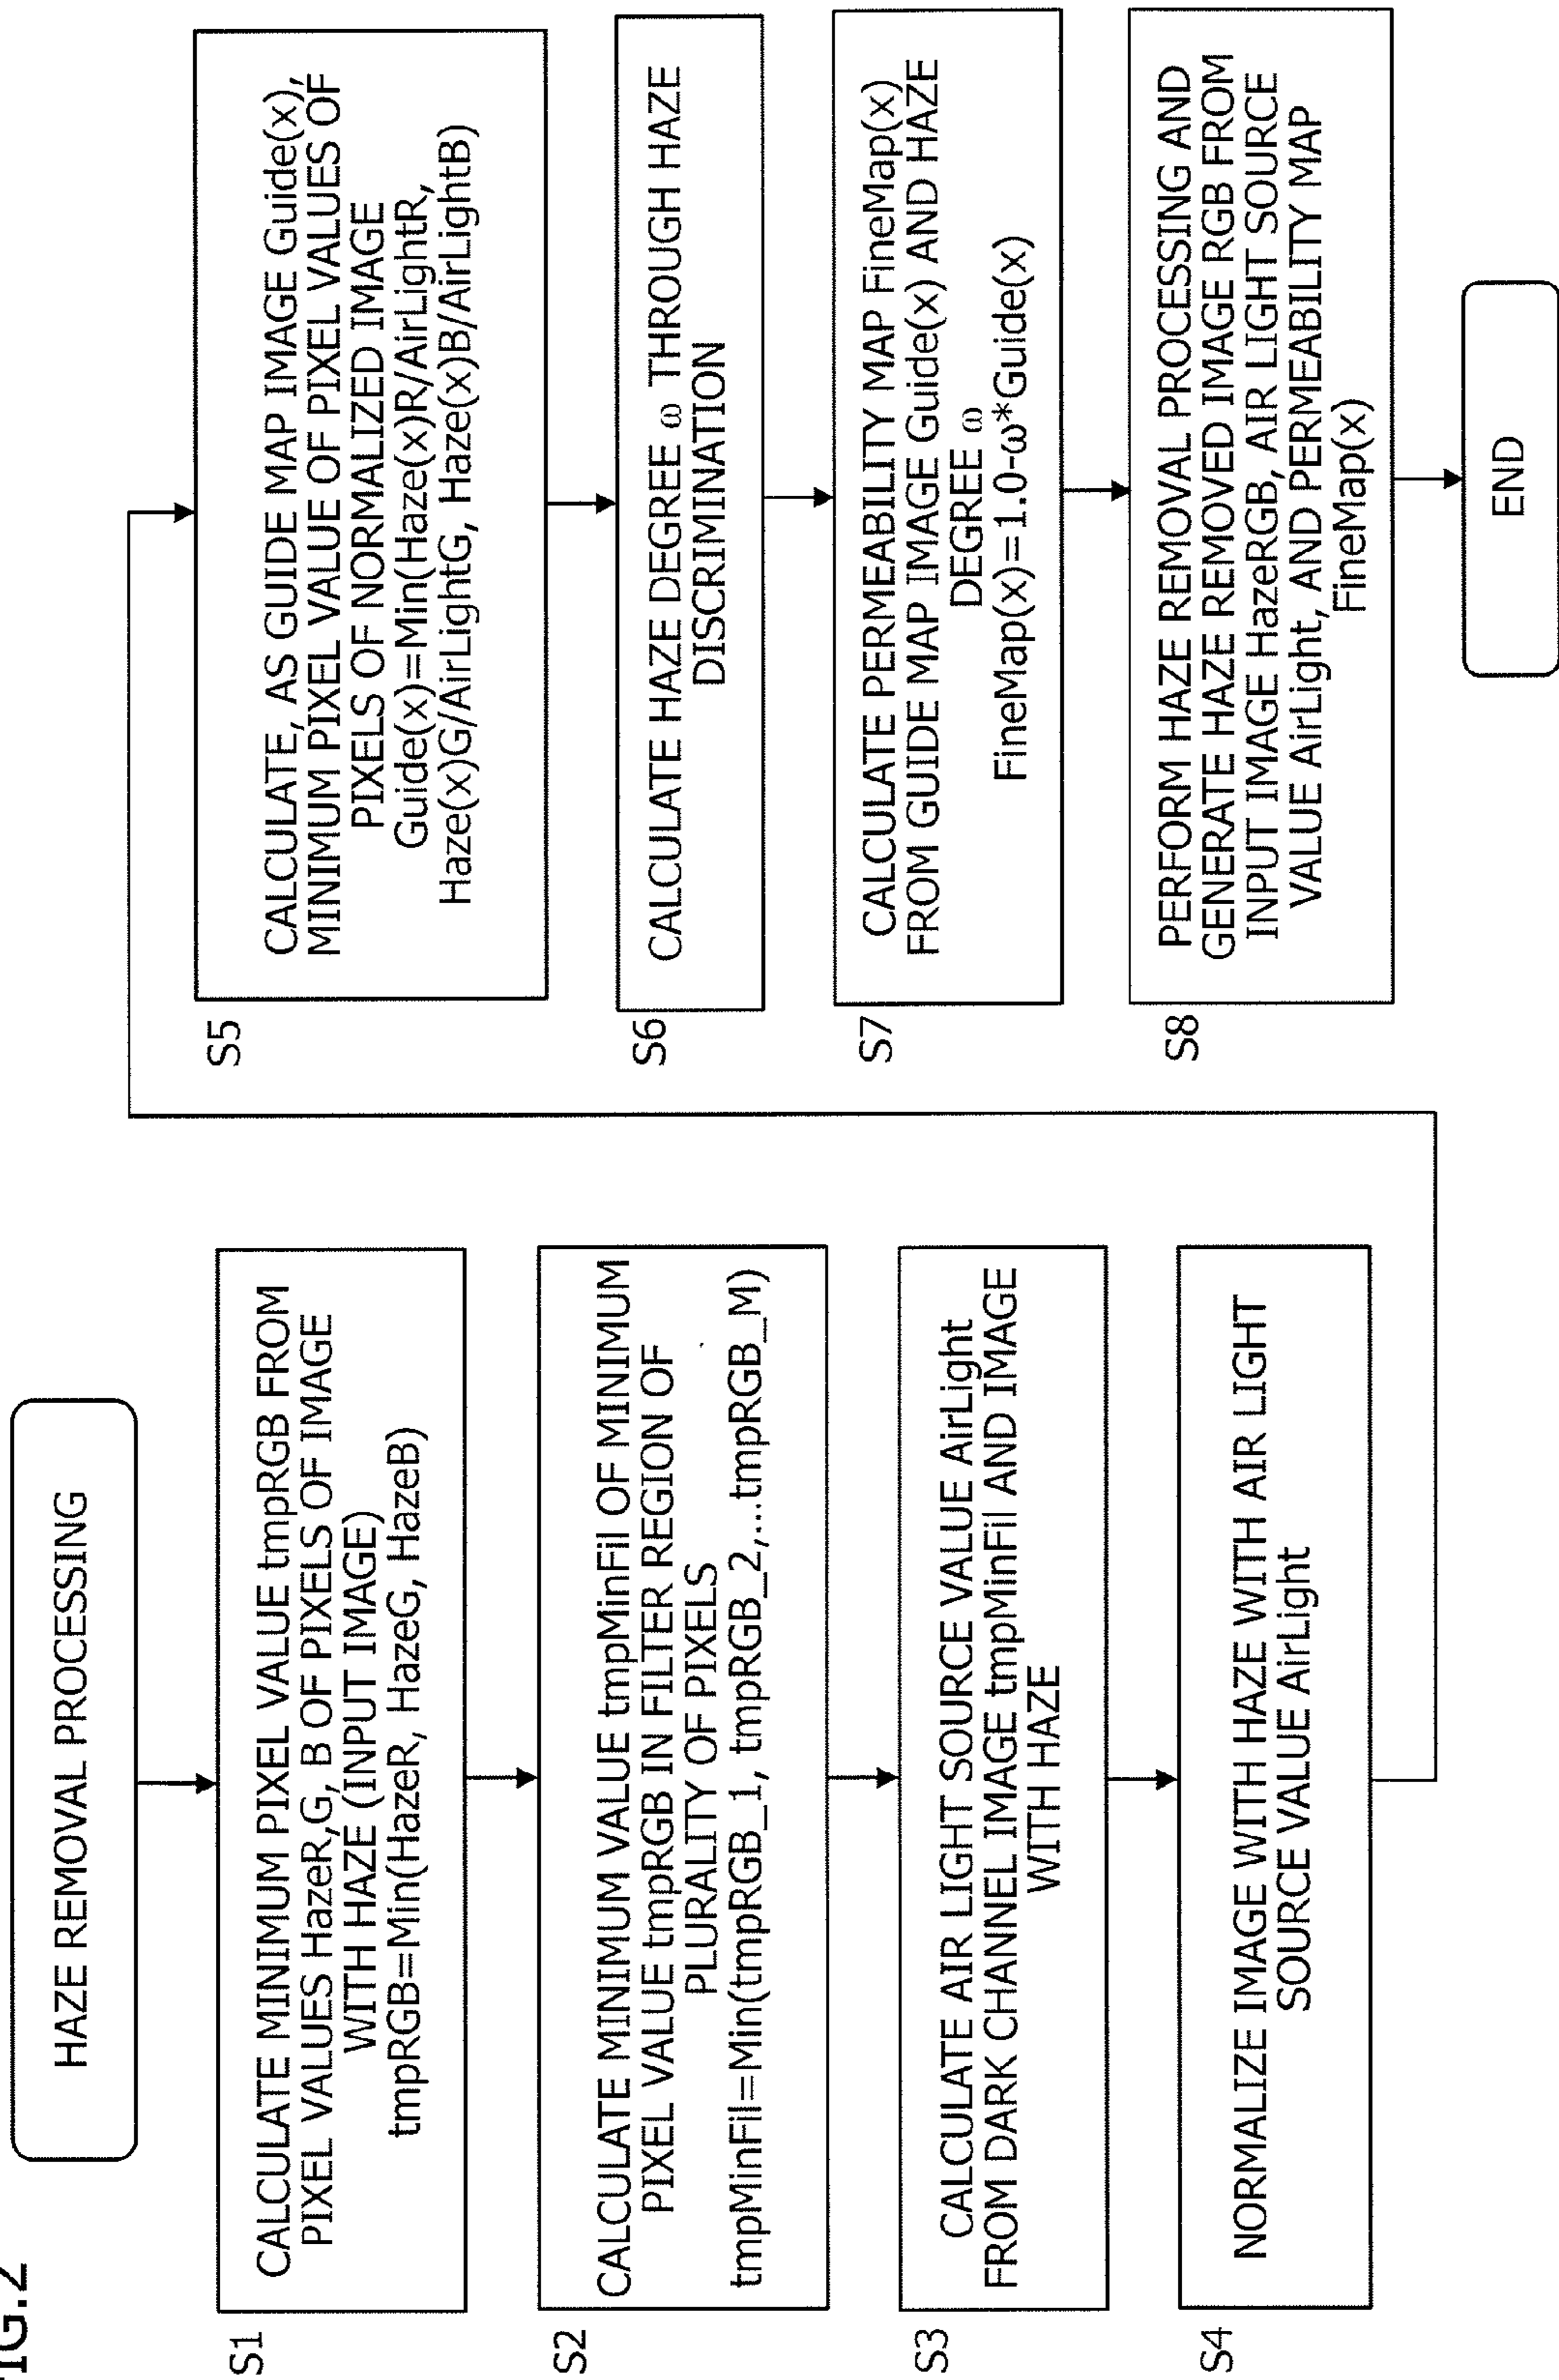 FIG.2
HAZE REMOVAL PROCESSING
S1
CALCULATE MINIMUM PIXEL VALUE tmpRGB FROM
PIXEL VALUES HazeR,G, B OF PIXELS OF IMAGE
WITH HAZE (INPUT IMAGE)
tmpRGB=Min(HazeR, HazeG, HazeB)
S2
CALCULATE MINIMUM VALUE tmpMinFil OF MINIMUM
PIXEL VALUE tmpRGB IN FILTER REGION OF
PLURALITY OF PIXELS
tmpMinFil=Min(tmpRGB_1, tmpRGB_2,...tmpRGB_M)
S3
CALCULATE AIR LIGHT SOURCE VALUE AirLight
FROM DARK CHANNEL IMAGE tmpMinFil AND IMAGE
WITH HAZE
S4
NORMALIZE IMAGE WITH HAZE WITH AIR LIGHT
SOURCE VALUE AirLight
S5
CALCULATE, AS GUIDE MAP IMAGE Guide(x),
MINIMUM PIXEL VALUE OF PIXEL VALUES OF
PIXELS OF NORMALIZED IMAGE
Guide(x)=Min(Haze(x)R/AirLightR,
Haze(x)G/AirLightG, Haze(x)B/AirLightB)
S6
CALCULATE HAZE DEGREE ω THROUGH HAZE
DISCRIMINATION
S7
CALCULATE PERMEABILITY MAP FineMap(x)
FROM GUIDE MAP IMAGE Guide(x) AND HAZE
DEGREE ω
FineMap(x)=1.0-ω*Guide(x)
S8
PERFORM HAZE REMOVAL PROCESSING AND
GENERATE HAZE REMOVED IMAGE RGB FROM
INPUT IMAGE HazeRGB, AIR LIGHT SOURCE
VALUE AirLight, AND PERMEABILITY MAP
FineMap(x)
END